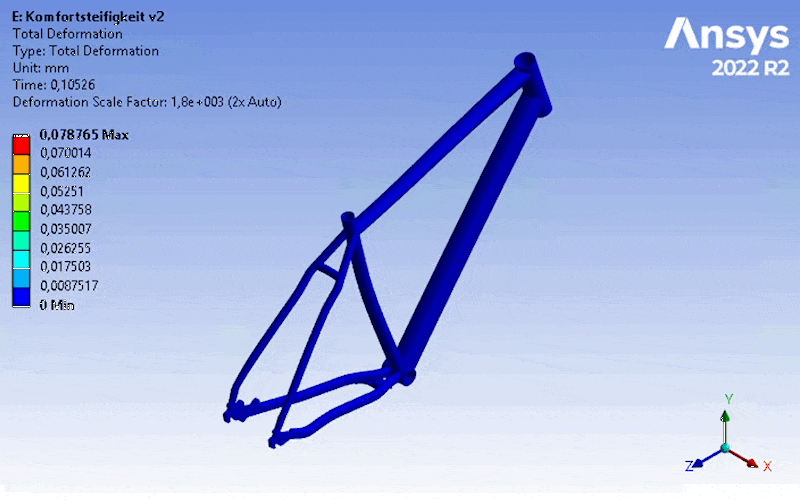 E: Komfortsteifigkeit v2
Total Deformation
Type: Total Deformation
Unit: mm
Time: 0,10526
Deformation Scale Factor: 1,8e+003 (2x Auto)
0,078765 Max
0,070014
0,061262
0,05251
0,043758
0,035007
0,026255
0,017503
0,0087517
0 Min
Ansys
2022 R2
Y
Z
X